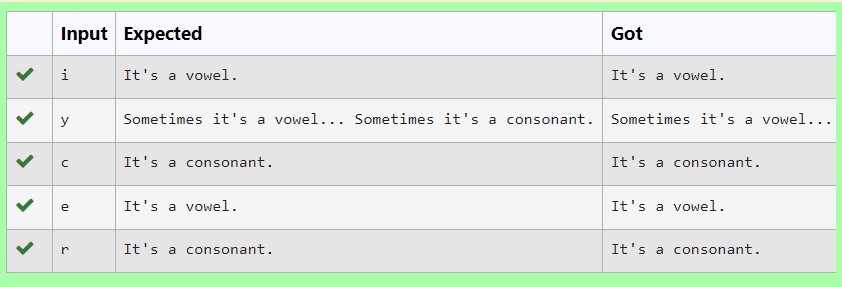 Input Expected Got
i It's a vowel. It's a vowel.
y Sometimes it's a vowel... Sometimes it's a consonant. Sometimes it's a vowel...
c It's a consonant. It's a consonant.
e It's a vowel. It's a vowel.
r It's a consonant. It's a consonant.